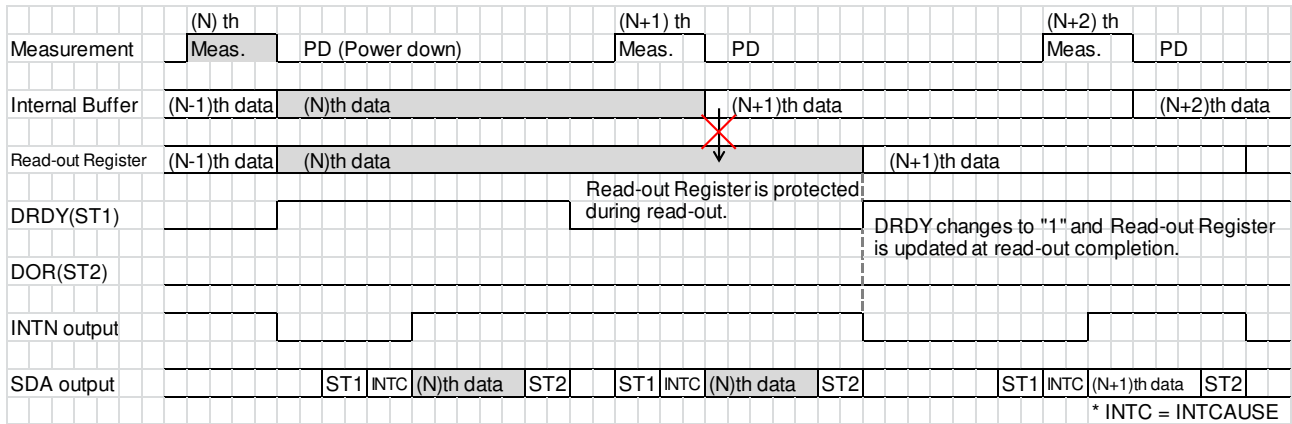 (N) th (N+1) th (N+2) th
Measurement Meas. PD (Power down) Meas. PD Meas. PD
Internal Buffer (N-1)th data (N)th data (N+1)th data (N+2)th data
Read-out Register (N-1)th data (N)th data (N+1)th data
Read-out Register is protected
during read-out.
DRDY(ST1)
DRDY changes to "1" and Read-out Register
is updated at read-out completion.
DOR(ST2)
INTN output
SDA output ST1 INTC (N)th data ST2 ST1 INTC (N)th data ST2 ST1 INTC (N+1)th data ST2
* INTC = INTCAUSE